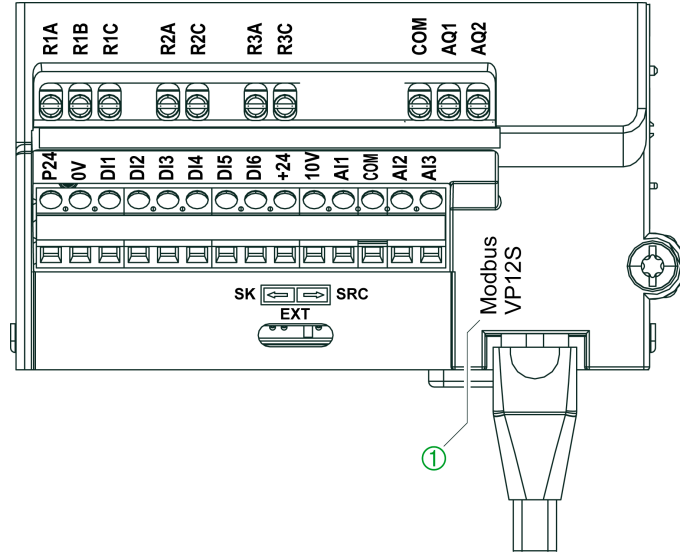 R1A R1B R1C R2A R2C R3A R3C COM AQ1 AQ2
P24 0V DI1 DI2 DI3 DI4 DI5 DI6 +24 10V AI1 COM AI2 AI3
SK SRC
EXT
Modbus
VP12S
1